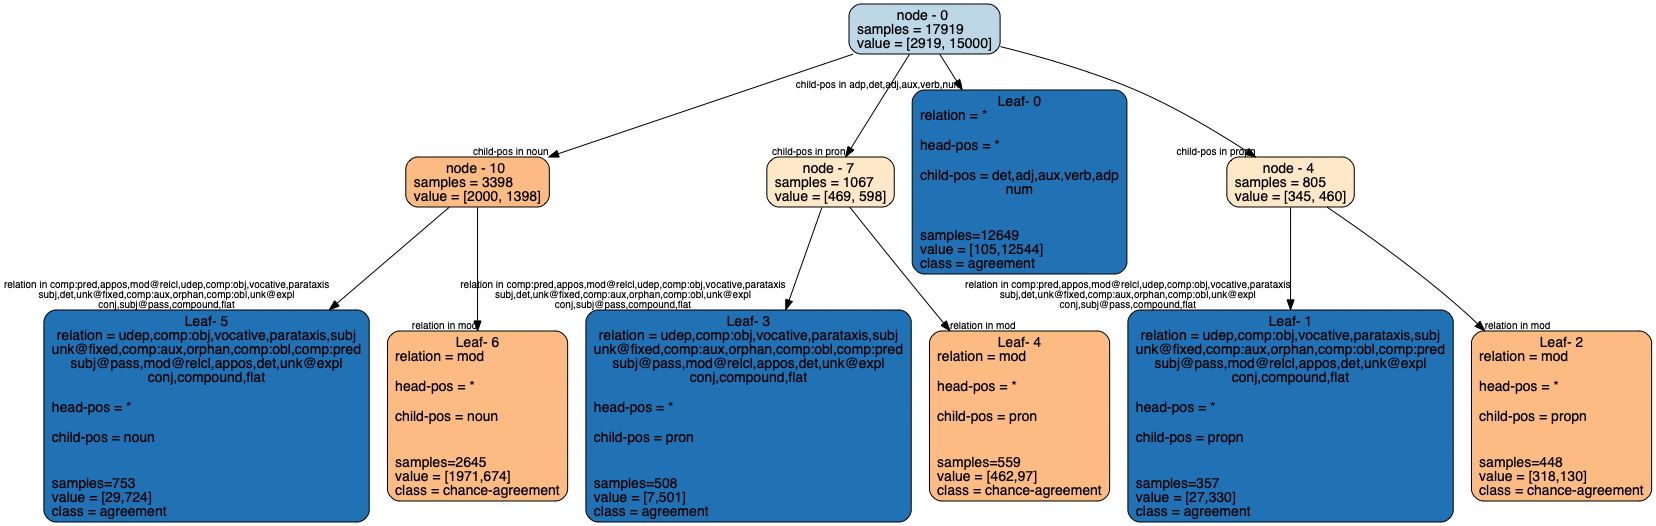 node - 0
samples = 17919
value = [2919, 15000]
child-pos in adp,det,adj,aux,verb,num
Leaf- 0
relation = *
head-pos = *
child-pos = det,adj,aux,verb,adp
num
samples=12649
value = [105,12544]
class = agreement
child-pos in noun
node - 10
samples = 3398
value = [2000, 1398]
child-pos in pron
node - 7
samples = 1067
value = [469, 598]
child-pos in propn
node - 4
samples = 805
value = [345, 460]
relation in comp:pred,appos,mod@relcl,udep,comp:obj,vocative,parataxis
subj,det,unk@fixed,comp:aux,orphan,comp:obl,unk@expl
conj,subj@pass,compound,flat
Leaf- 5
relation = udep,comp:obj,vocative,parataxis,subj
unk@fixed,comp:aux,orphan,comp:obl,comp:pred
subj@pass,mod@relcl,appos,det,unk@expl
conj,compound,flat
head-pos = *
child-pos = noun
samples=753
value = [29,724]
class = agreement
relation in mod
Leaf- 6
relation = mod
head-pos = *
child-pos = noun
samples=2645
value = [1971,674]
class = chance-agreement
relation in comp:pred,appos,mod@relcl,udep,comp:obj,vocative,parataxis
subj,det,unk@fixed,comp:aux,orphan,comp:obl,unk@expl
conj,subj@pass,compound,flat
Leaf- 3
relation = udep,comp:obj,vocative,parataxis,subj
unk@fixed,comp:aux,orphan,comp:obl,comp:pred
subj@pass,mod@relcl,appos,det,unk@expl
conj,compound,flat
head-pos = *
child-pos = pron
samples=508
value = [7,501]
class = agreement
relation in mod
Leaf- 4
relation = mod
head-pos = *
child-pos = pron
samples=559
value = [462,97]
class = chance-agreement
relation in comp:pred,appos,mod@relcl,udep,comp:obj,vocative,parataxis
subj,det,unk@fixed,comp:aux,orphan,comp:obl,unk@expl
conj,subj@pass,compound,flat
Leaf- 1
relation = udep,comp:obj,vocative,parataxis,subj
unk@fixed,comp:aux,orphan,comp:obl,comp:pred
subj@pass,mod@relcl,appos,det,unk@expl
conj,compound,flat
head-pos = *
child-pos = propn
samples=357
value = [27,330]
class = agreement
relation in mod
Leaf- 2
relation = mod
head-pos = *
child-pos = propn
samples=448
value = [318,130]
class = chance-agreement